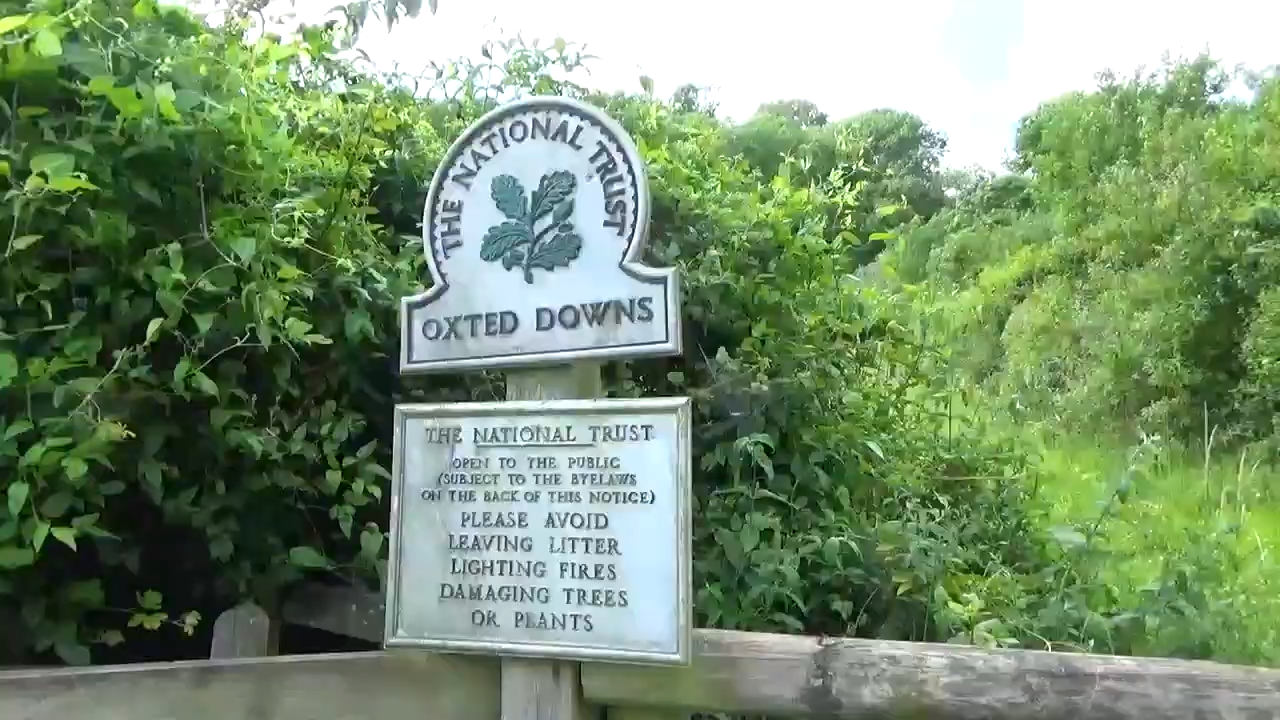 THE NATIONAL TRUST
OXTED DOWNS
THE NATIONAL TRUST
OPEN TO THE PUBLIC
(SUBJECT TO THE BYELAWS
ON THE BACK OF THIS NOTICE)
PLEASE AVOID
LEAVING LITTER
LIGHTING FIRES
DAMAGING TREES
OR PLANTS